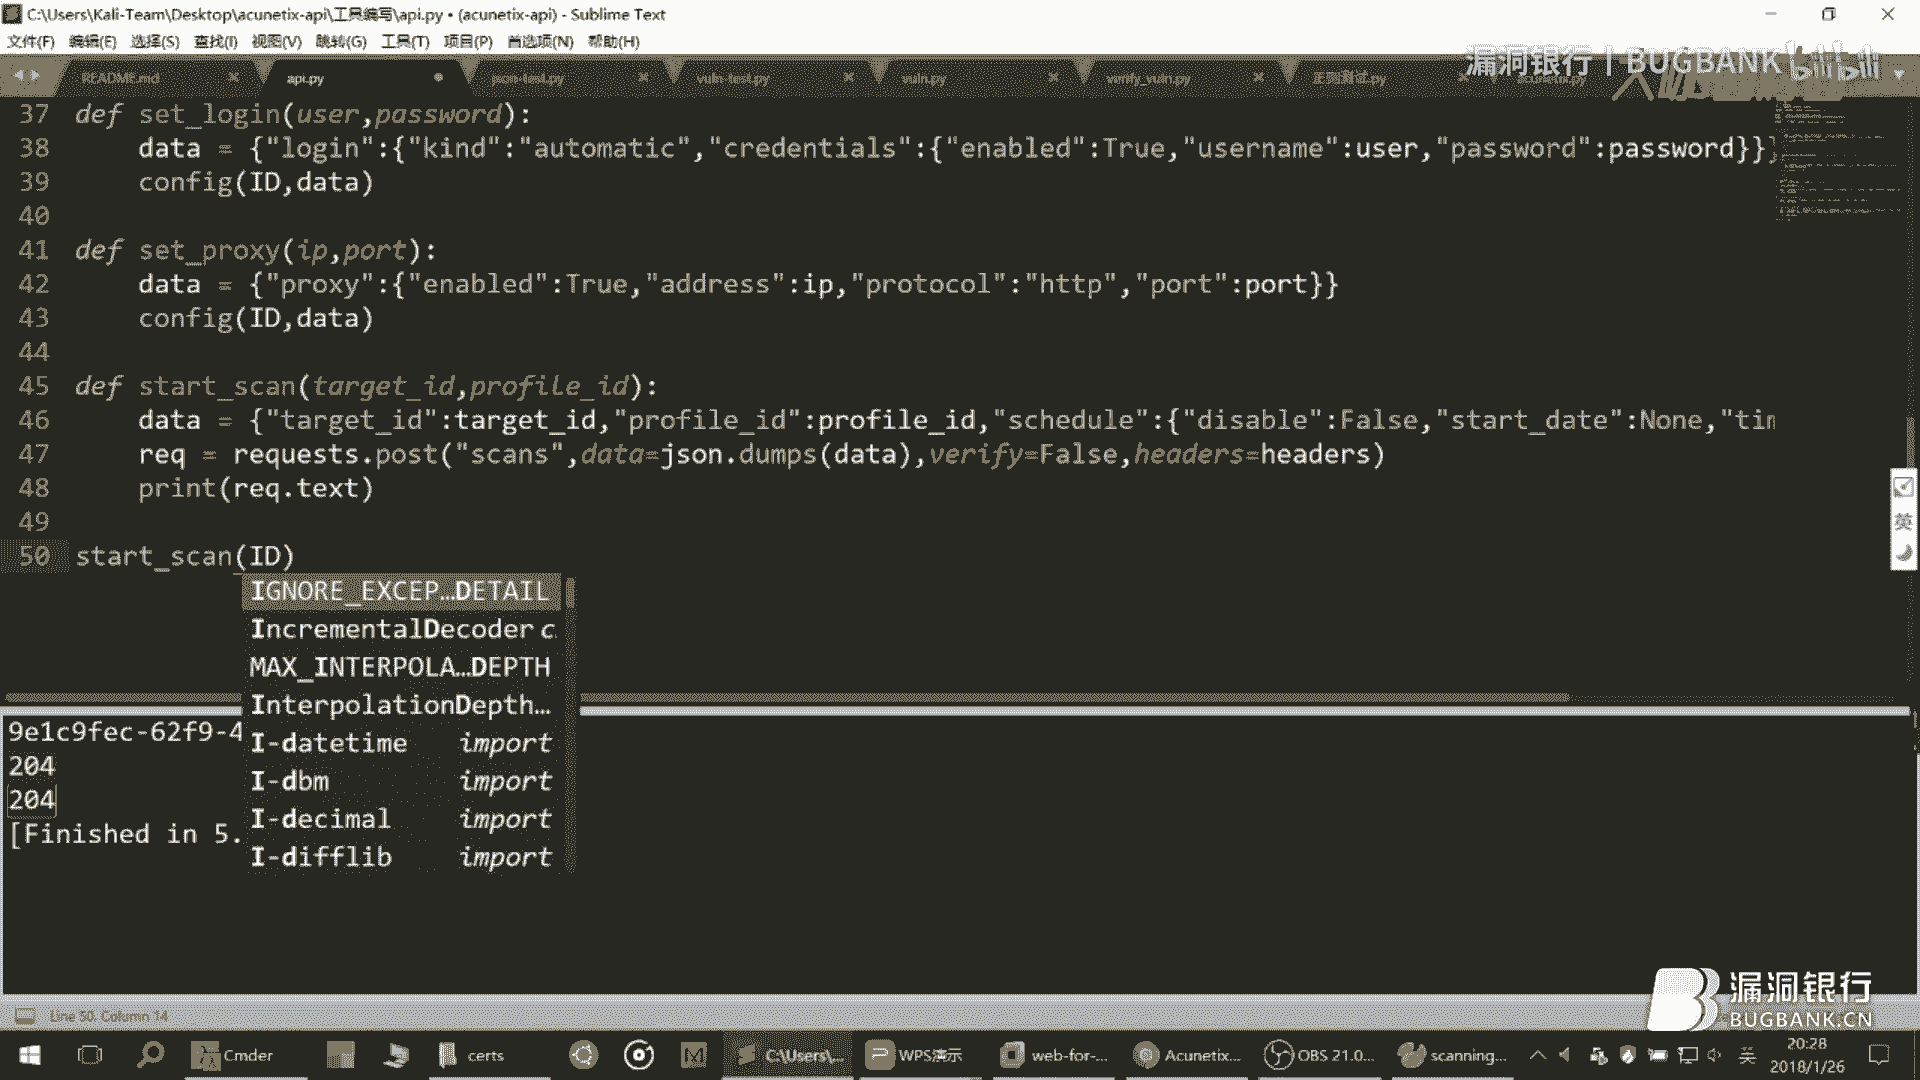 C:\Users\Kali-Team\Desktop\acunetix-api\工具编写\api.py • (acunetix-api) - Sublime Text
文件(F) 编辑(E) 选择(S) 查找(I) 视图(V) 跳转(G) 工具(T) 项目(P) 首选项(N) 帮助(H)
漏洞银行 | BUGBANK bilibili
README.md api.py json-test.py vuln-test.py vuln.py verify_vuln.py 正则测试.py acunetix.py
37 def set_login(user,password):
38 data = {"login":{"kind":"automatic","credentials":{"enabled":True,"username":user,"password":password}}}
39 config(ID,data)
40
41 def set_proxy(ip,port):
42 data = {"proxy":{"enabled":True,"address":ip,"protocol":"http","port":port}}
43 config(ID,data)
44
45 def start_scan(target_id,profile_id):
46 data = {"target_id":target_id,"profile_id":profile_id,"schedule":{"disable":False,"start_date":None,"tim
47 req = requests.post("scans",data=json.dumps(data),verify=False,headers=headers)
48 print(req.text)
49
50 start_scan(ID)
IGNORE_EXCEP…DETAIL
IncrementalDecoder c
MAX_INTERPOLA…DEPTH
InterpolationDepth…
I-datetime import
I-dbm import
I-decimal import
I-difflib import
英
9e1c9fec-62f9-4
204
204
[Finished in 5.
Line 50, Column 14
漏洞银行
BUGBANK.CN
Cmder certs C:\Users\... WPS演示 web-for-... Acunetix... OBS 21.0... scanning... 英 20:28
2018/1/26